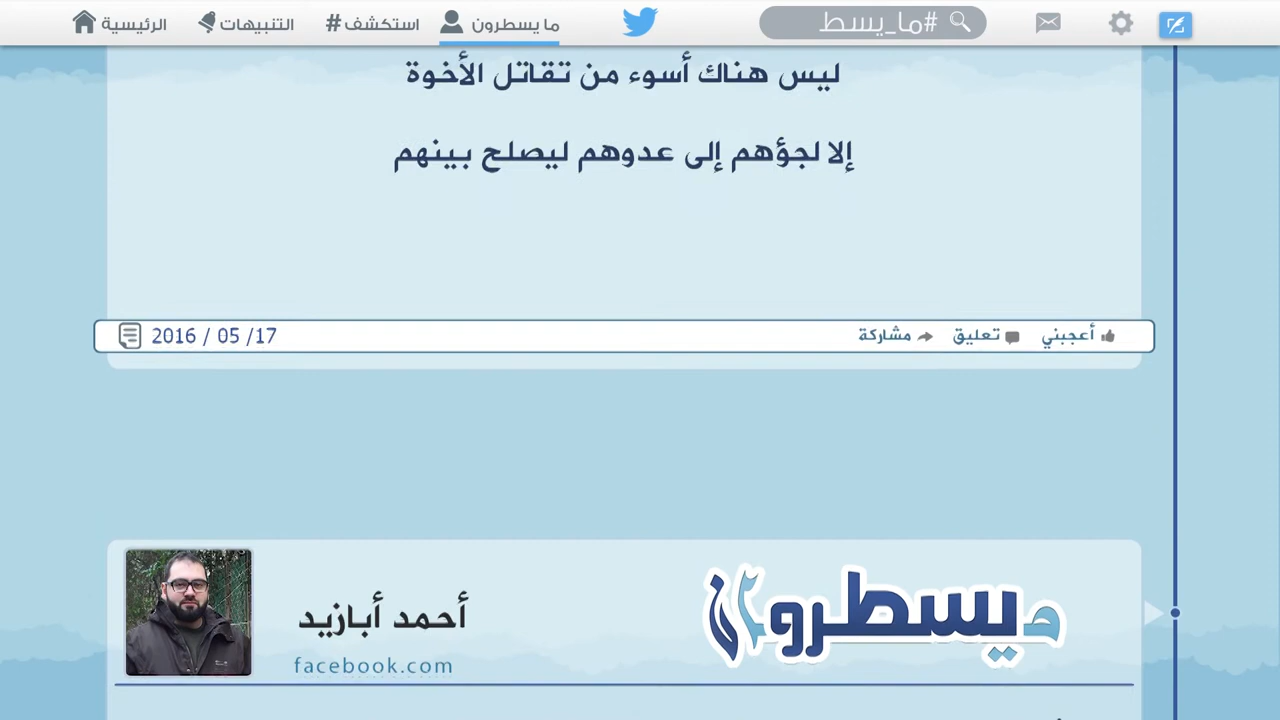 الرئيسية
التنبيهات
#استكشف
ما يسطرون
#ما_يسط
ليس هناك أسوء من تقاتل الأخوة
إلا لجؤهم إلى عدوهم ليصلح بينهم
أعجبني تعليق مشاركة
2016 / 05 /17
يسطرون
أحمد أبازيد
facebook.com